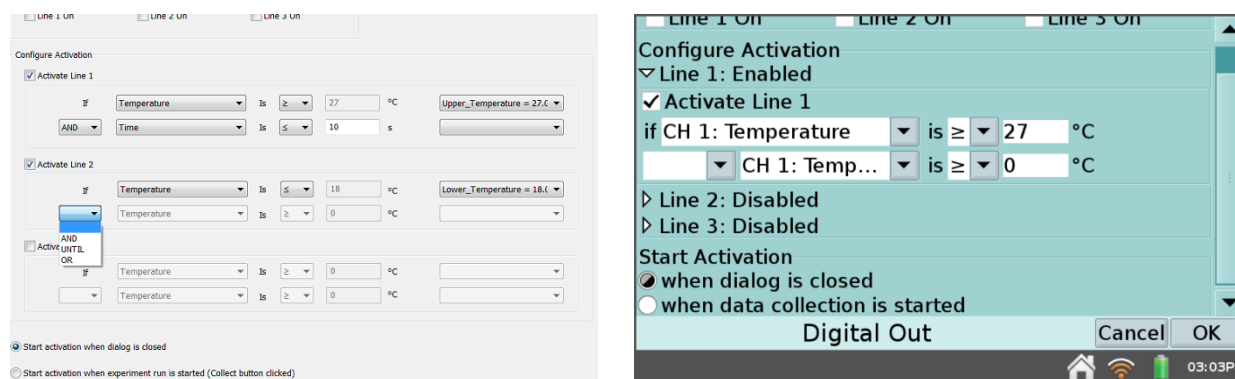 Line 1 On Line 2 On Line 3 On
Configure Activation
Activate Line 1
If Temperature Is ≥ 27 °C Upper_Temperature = 27.0
AND Time Is ≤ 10 s
Activate Line 2
If Temperature Is ≤ 18 °C Lower_Temperature = 18.0
Temperature Is ≥ 0 °C
AND
UNTIL
OR
If Temperature Is ≥ 0 °C
Temperature Is ≥ 0 °C
Start activation when dialog is closed
Start activation when experiment run is started (Collect button clicked)
Line 1 On Line 2 On Line 3 On
Configure Activation
Line 1: Enabled
Activate Line 1
if CH 1: Temperature is ≥ 27 °C
CH 1: Temp... is ≥ 0 °C
Line 2: Disabled
Line 3: Disabled
Start Activation
when dialog is closed
when data collection is started
Digital Out Cancel OK